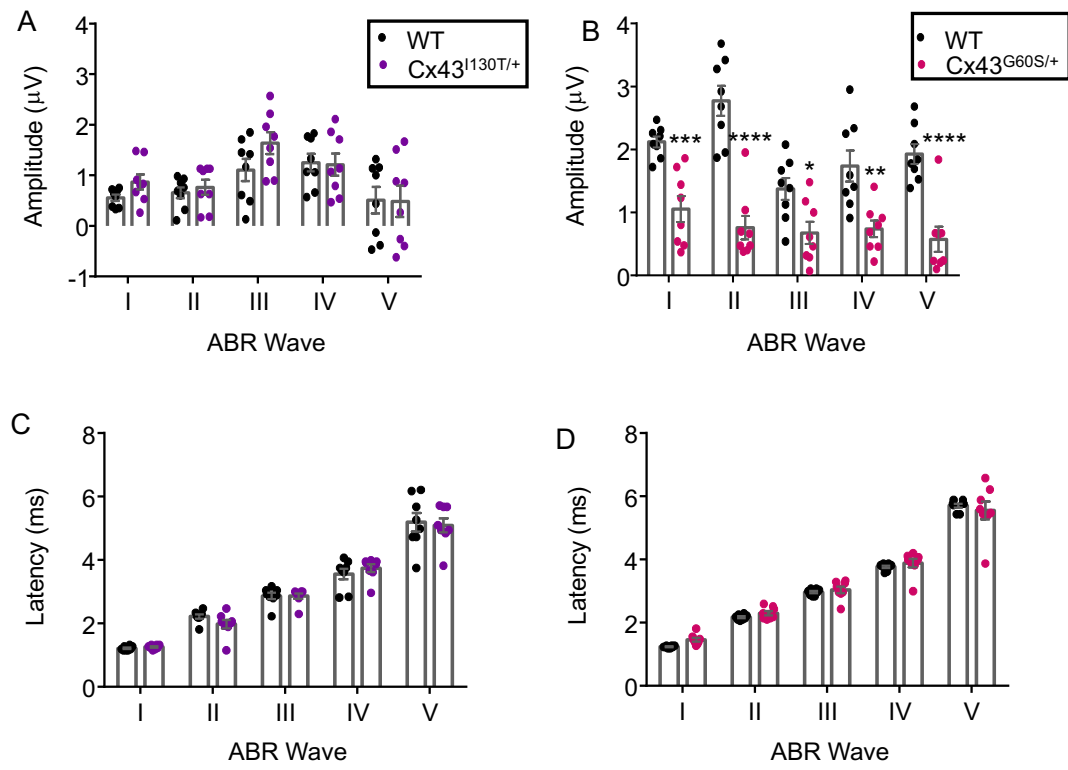 A
WT
Cx43I130T/+
Amplitude (μV)
4
3
2
1
0
-1
I II III IV V
ABR Wave
B
WT
Cx43G60S/+
Amplitude (μV)
4
3
2
1
0
*** **** * ** ****
I II III IV V
ABR Wave
C
Latency (ms)
8
6
4
2
0
I II III IV V
ABR Wave
D
Latency (ms)
8
6
4
2
0
I II III IV V
ABR Wave